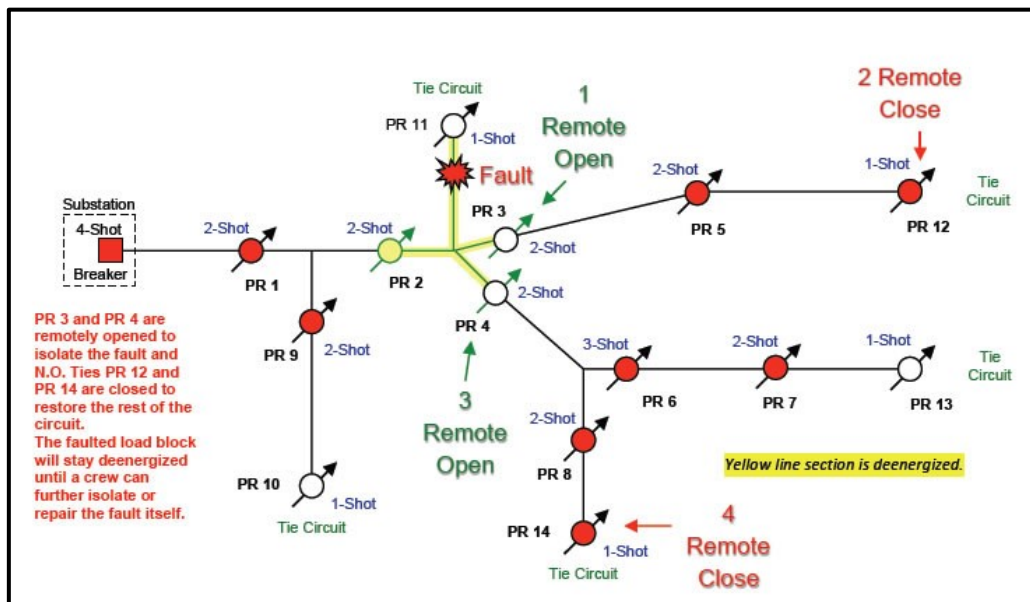 Tie Circuit
PR 11
1-Shot
Fault
1
Remote
Open
2 Remote
Close
PR 3
2-Shot
2-Shot
PR 5
1-Shot
PR 12
Tie
Circuit
Substation
4-Shot
Breaker
2-Shot
PR 1
2-Shot
PR 2
2-Shot
PR 4
PR 9
2-Shot
3
Remote
Open
3-Shot
PR 6
2-Shot
PR 7
1-Shot
PR 13
Tie
Circuit
2-Shot
PR 8
PR 10
1-Shot
Tie Circuit
PR 14
1-Shot
Tie Circuit
4
Remote
Close
Yellow line section is deenergized.
PR 3 and PR 4 are
remotely opened to
isolate the fault and
N.O. Ties PR 12 and
PR 14 are closed to
restore the rest of the
circuit.
The faulted load block
will stay deenergized
until a crew can
further isolate or
repair the fault itself.